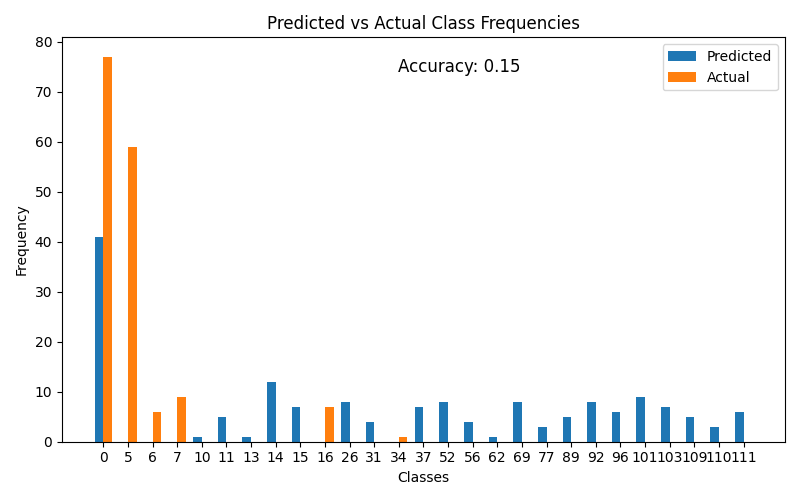 Predicted vs Actual Class Frequencies
Accuracy: 0.15
Predicted
Actual
Frequency
80
70
60
50
40
30
20
10
0
0 5 6 7 10 11 13 14 15 16 26 31 34 37 52 56 62 69 77 89 92 96 101 103 109 110 111
Classes